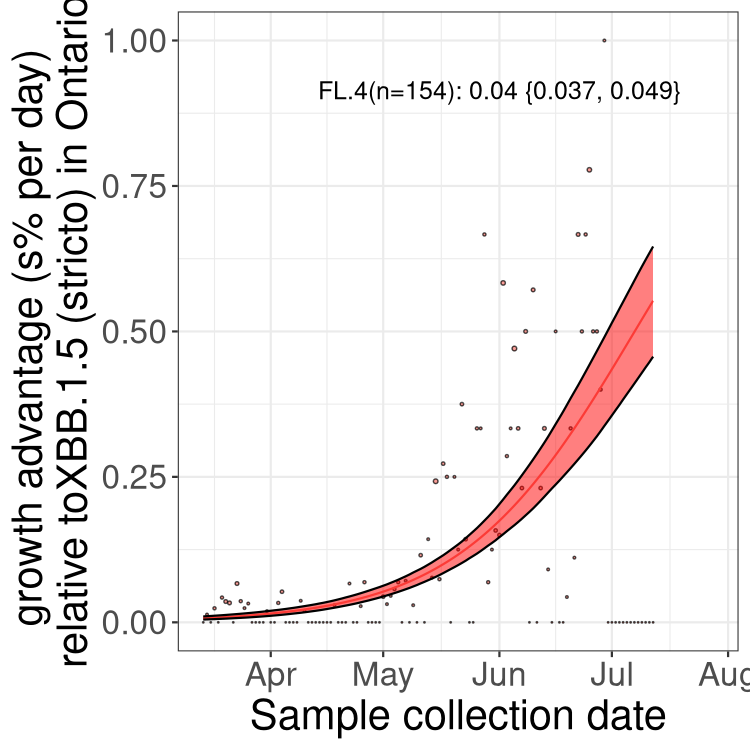 growth advantage (s% per day)
relative toXBB.1.5 (stricto) in Ontario
1.00
0.75
0.50
0.25
0.00
FL.4(n=154): 0.04 {0.037, 0.049}
Apr May Jun Jul Aug
Sample collection date